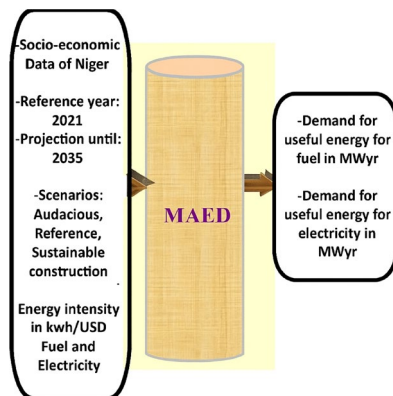 -Socio-economic
Data of Niger
-Reference year:
2021
-Projection until:
2035
-Scenarios:
Audacious,
Reference,
Sustainable
construction
Energy intensity
in kwh/USD
Fuel and
Electricity
MAED
-Demand for
useful energy for
fuel in MWyr
-Demand for
useful energy for
electricity in
MWyr